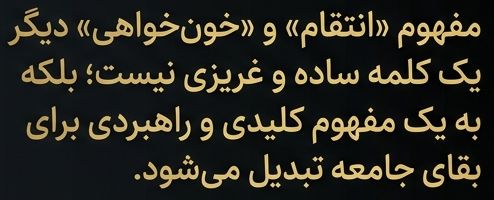 مفهوم «انتقام» و «خون‌خواهی» دیگر
یک کلمه ساده و غریزی نیست؛ بلکه
به یک مفهوم کلیدی و راهبردی برای
بقای جامعه تبدیل می‌شود.